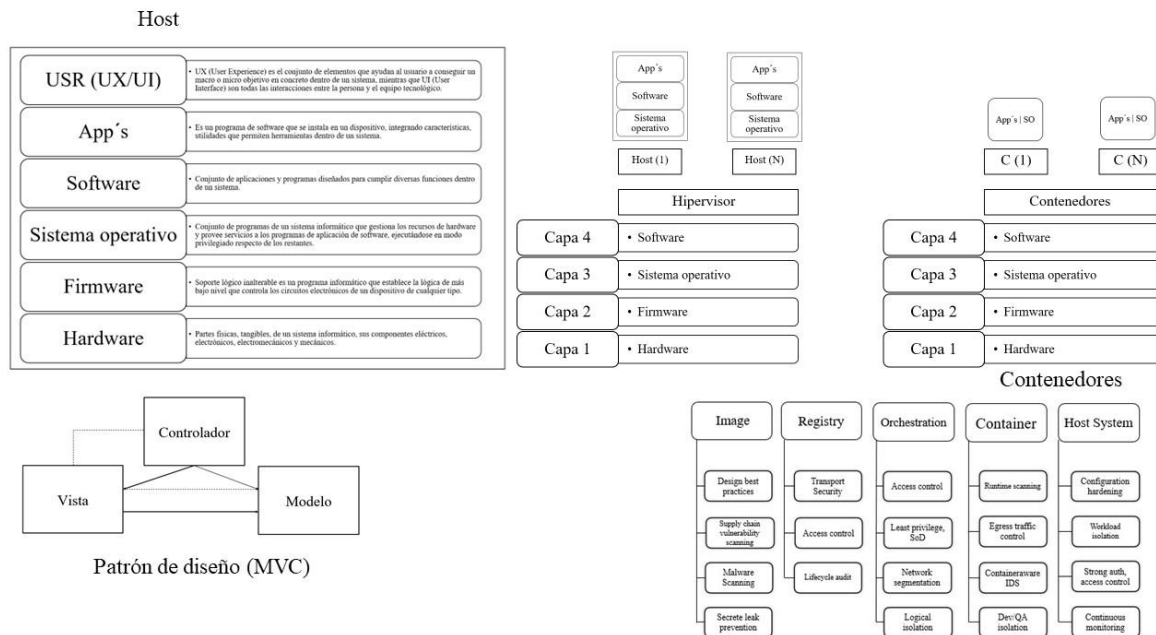 Host
USR (UX/UI)
• UX (User Experience) es el conjunto de elementos que ayudan al usuario a conseguir un
macro o micro objetivo en concreto dentro de un sistema, mientras que UI (User
Interface) son todas las interacciones entre la persona y el equipo tecnológico.
App´s
• Es un programa de software que se instala en un dispositivo, integrando características,
utilidades que permiten herramientas dentro de un sistema.
Software
• Conjunto de aplicaciones y programas diseñados para cumplir diversas funciones dentro
de un sistema.
Sistema operativo
• Conjunto de programas de un sistema informático que gestiona los recursos de hardware
y provee servicios a los programas de aplicación de software, ejecutándose en modo
privilegiado respecto de los restantes.
Firmware
• Soporte lógico inalterable es un programa informático que establece la lógica de más
bajo nivel que controla los circuitos electrónicos de un dispositivo de cualquier tipo.
Hardware
• Partes físicas, tangibles, de un sistema informático, sus componentes eléctricos,
electrónicos, electromecánicos y mecánicos.
App´s
Software
Sistema
operativo
Host (1)
App´s
Software
Sistema
operativo
Host (N)
Hipervisor
Capa 4
• Software
Capa 3
• Sistema operativo
Capa 2
• Firmware
Capa 1
• Hardware
App´s | SO
C (1)
App´s | SO
C (N)
Contenedores
Capa 4
• Software
Capa 3
• Sistema operativo
Capa 2
• Firmware
Capa 1
• Hardware
Controlador
Vista
Modelo
Patrón de diseño (MVC)
Contenedores
Image
Design best
practices
Supply chain
vulnerability
scanning
Malware
Scanning
Secrete leak
prevention
Registry
Transport
Security
Access control
Lifecycle audit
Orchestration
Access control
Least privilege,
SoD
Network
segmentation
Logical
isolation
Container
Runtime scanning
Egress traffic
control
Containeraware
IDS
Dev/QA
isolation
Host System
Configuration
hardening
Workload
isolation
Strong auth,
access control
Continuous
monitoring